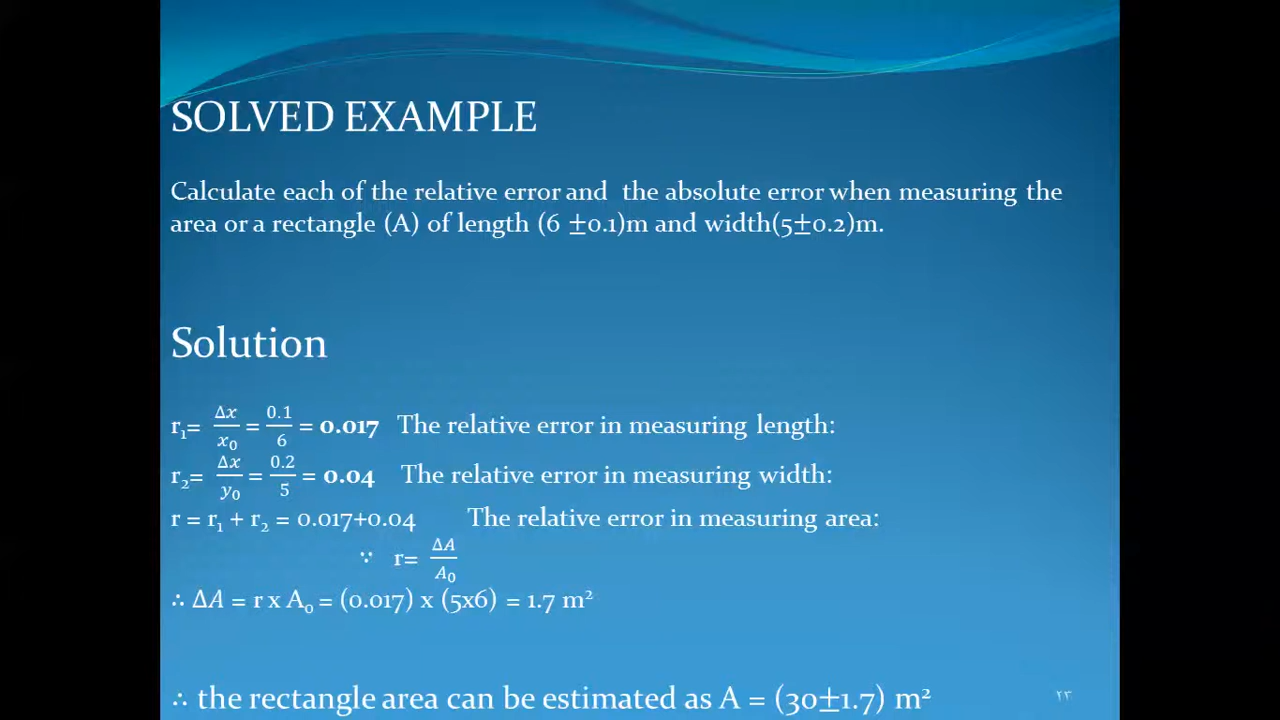 SOLVED EXAMPLE
Calculate each of the relative error and the absolute error when measuring the
area or a rectangle (A) of length (6 ±0.1)m and width(5±0.2)m.
Solution
r₁= Δx/x₀ = 0.1/6 = 0.017 The relative error in measuring length:
r₂= Δx/y₀ = 0.2/5 = 0.04 The relative error in measuring width:
r = r₁ + r₂ = 0.017+0.04 The relative error in measuring area:
∵ r= ΔA/A₀
∴ ΔA = r x A₀ = (0.017) x (5x6) = 1.7 m²
∴ the rectangle area can be estimated as A = (30±1.7) m²
٢٣